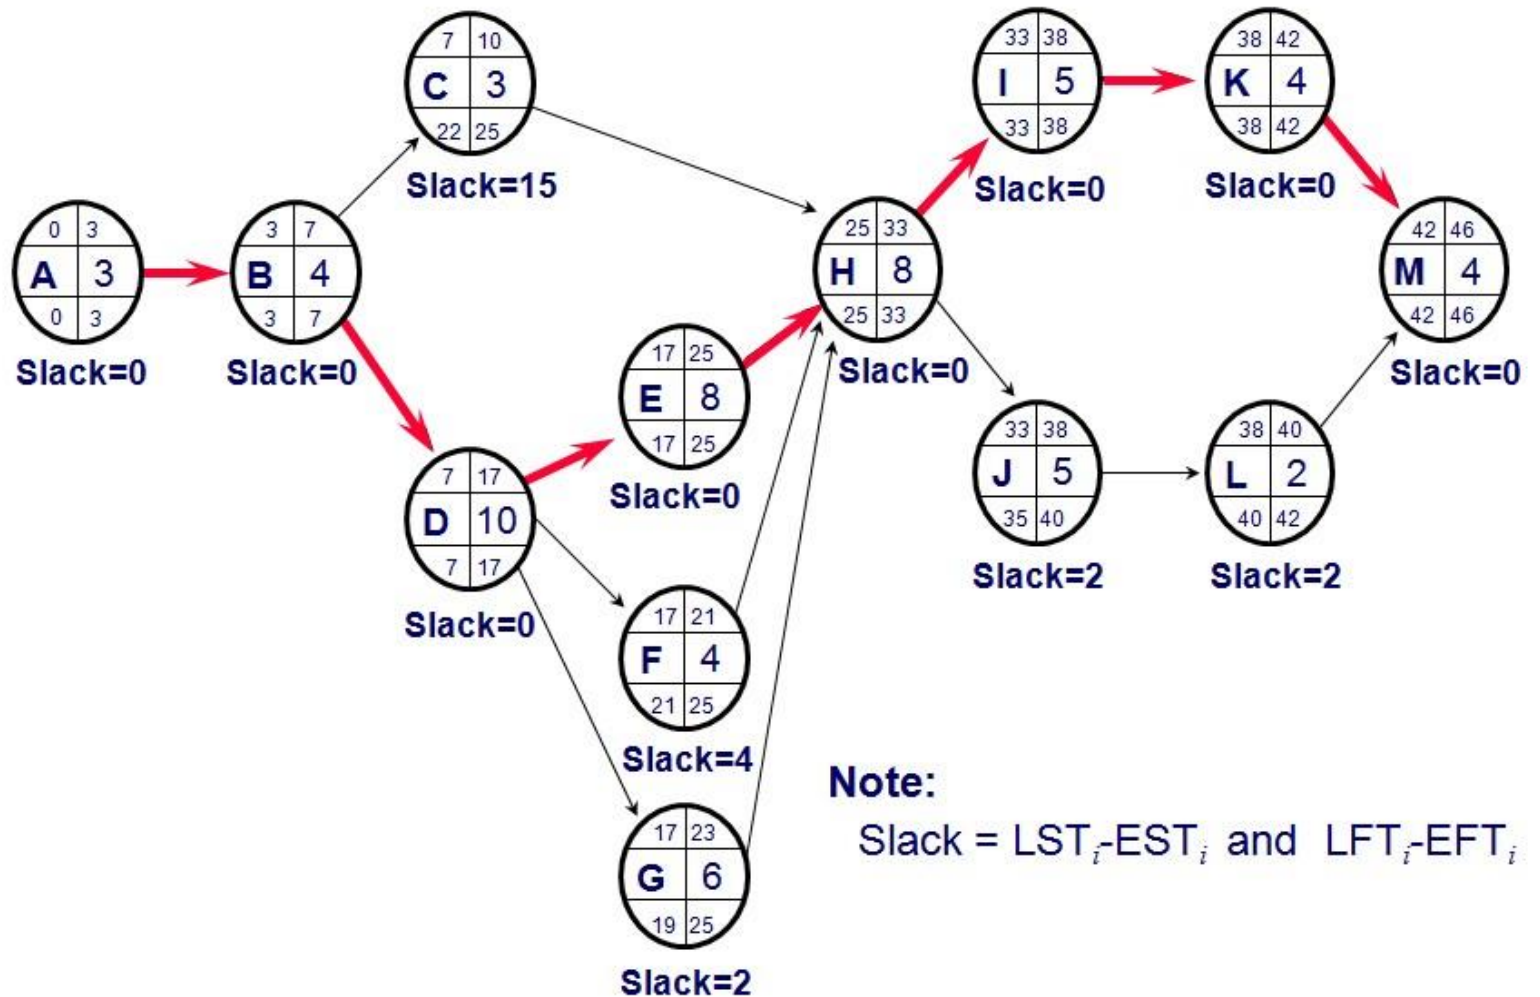 7 10
C 3
22 25
Slack=15
33 38
I 5
33 38
Slack=0
38 42
K 4
38 42
Slack=0
0 3
A 3
0 3
Slack=0
3 7
B 4
3 7
Slack=0
25 33
H 8
25 33
Slack=0
42 46
M 4
42 46
Slack=0
17 25
E 8
17 25
Slack=0
7 17
D 10
7 17
Slack=0
33 38
J 5
35 40
Slack=2
38 40
L 2
40 42
Slack=2
17 21
F 4
21 25
Slack=4
17 23
G 6
19 25
Slack=2
Note:
Slack = LSTi-ESTi and LFTi-EFTi